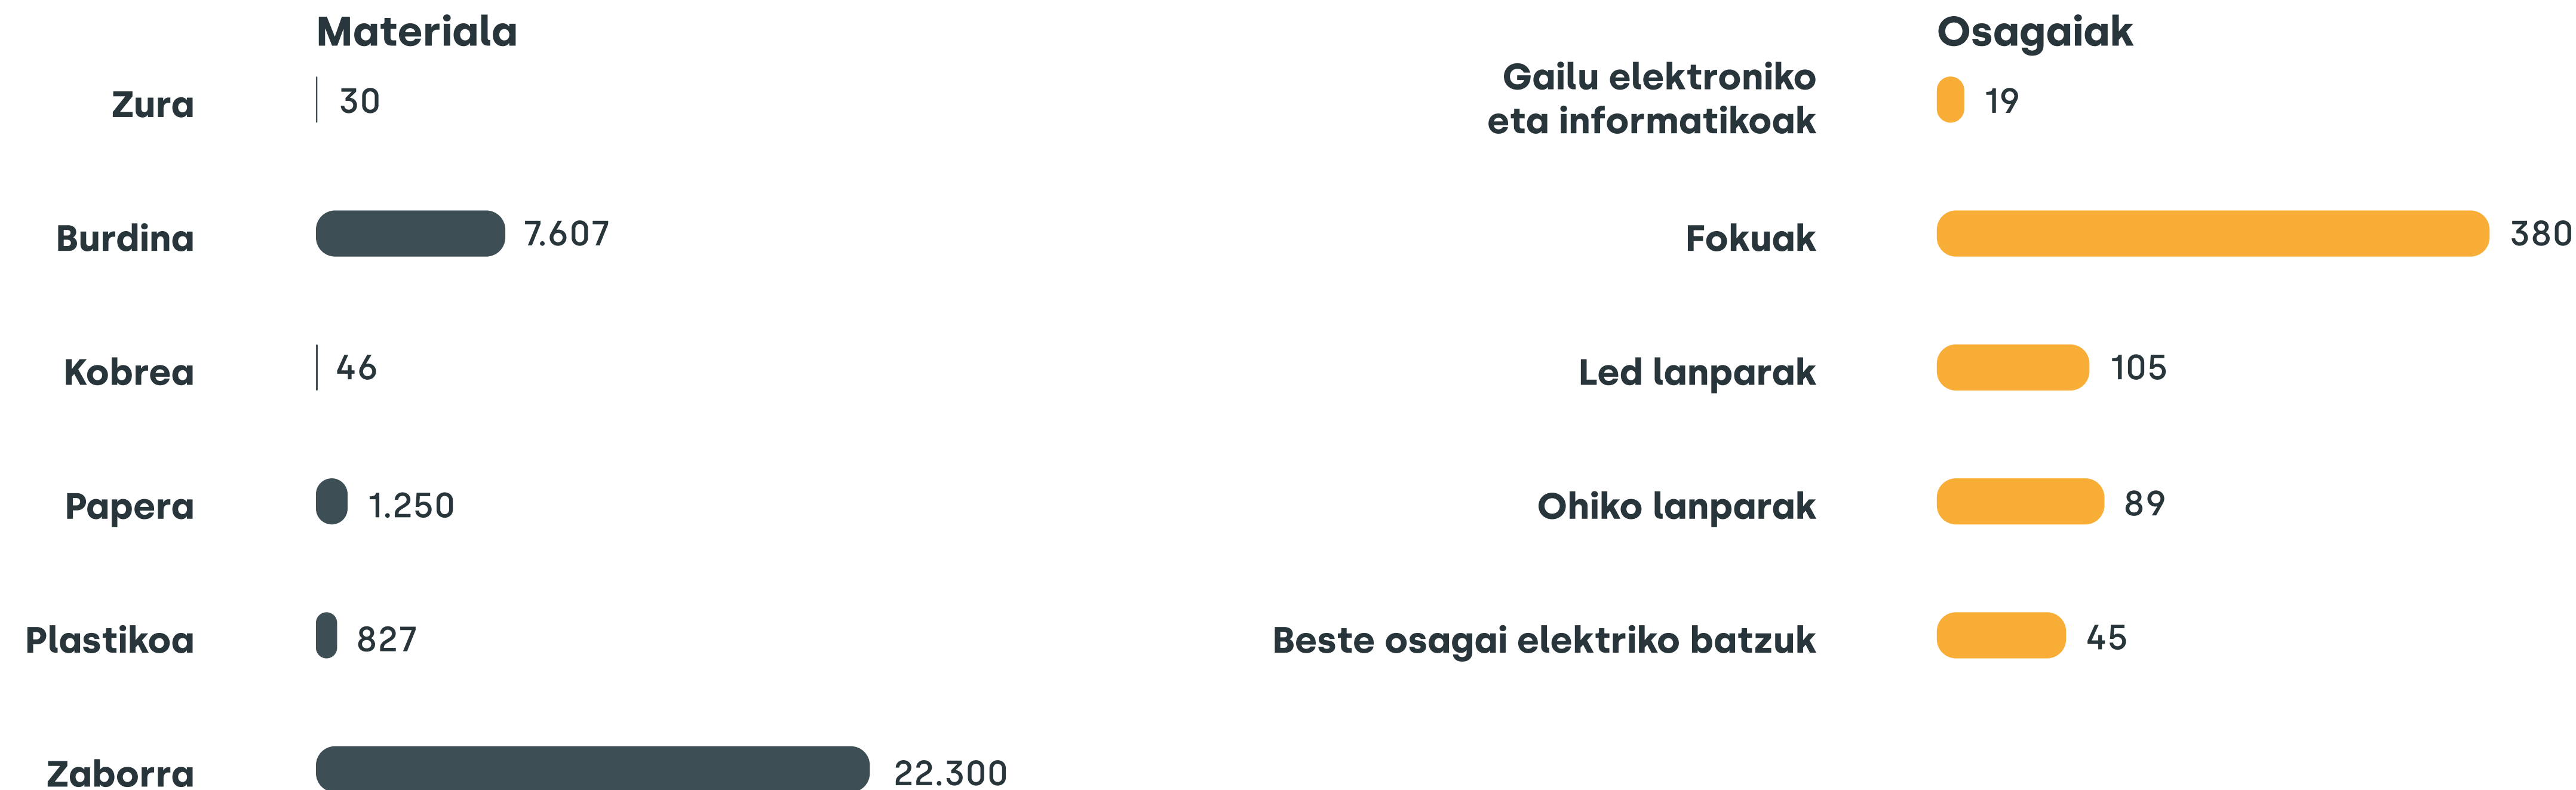 Materiala
Zura 30
Burdina 7.607
Kobrea 46
Papera 1.250
Plastikoa 827
Zaborra 22.300
Osagaiak
Gailu elektroniko
eta informatikoak 19
Fokuak 380
Led lanparak 105
Ohiko lanparak 89
Beste osagai elektriko batzuk 45